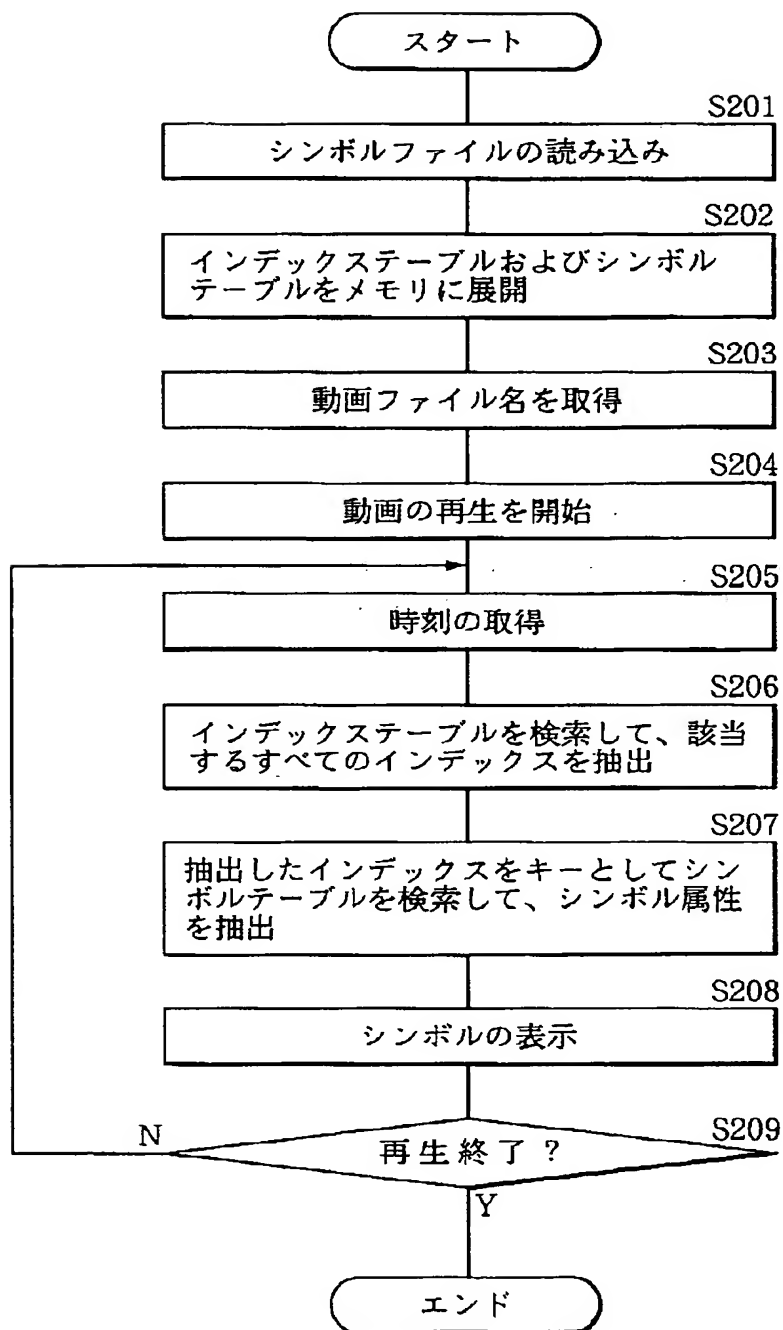 スタート
S201
シンボルファイルの読み込み
S202
インデックステーブルおよびシンボル
テーブルをメモリに展開
S203
動画ファイル名を取得
S204
動画の再生を開始
S205
時刻の取得
S206
インデックステーブルを検索して、該当
するすべてのインデックスを抽出
S207
抽出したインデックスをキーとしてシン
ボルテーブルを検索して、シンボル属性
を抽出
S208
シンボルの表示
S209
N
再生終了?
Y
エンド